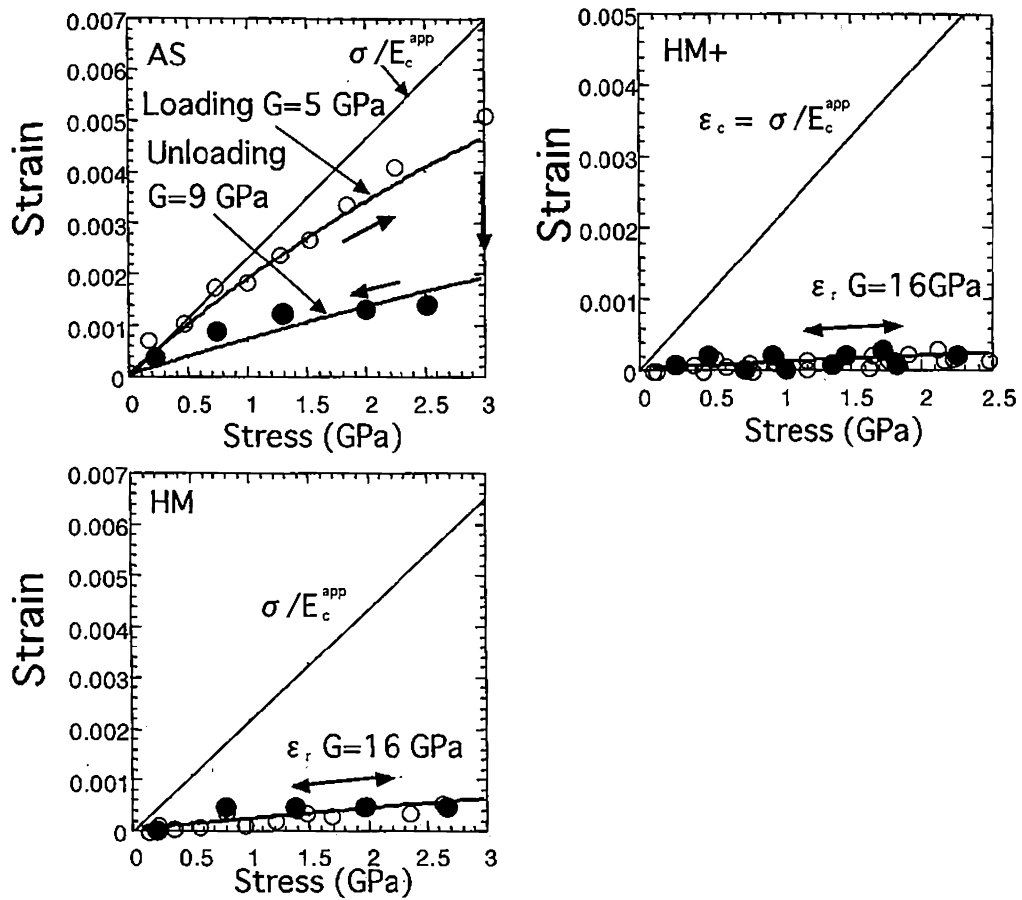 0.007
0.006
0.005
0.004
0.003
0.002
0.001
0
AS
σ/E_c^app
Loading G=5 GPa
Unloading
G=9 GPa
Strain
0 0.5 1 1.5 2 2.5 3
Stress (GPa)
0.005
0.004
0.003
0.002
0.001
0
HM+
ε_c = σ/E_c^app
ε_r G=16GPa
Strain
0 0.5 1 1.5 2 2.5
Stress (GPa)
0.007
0.006
0.005
0.004
0.003
0.002
0.001
0
HM
σ/E_c^app
ε_r G=16 GPa
Strain
0 0.5 1 1.5 2 2.5 3
Stress (GPa)